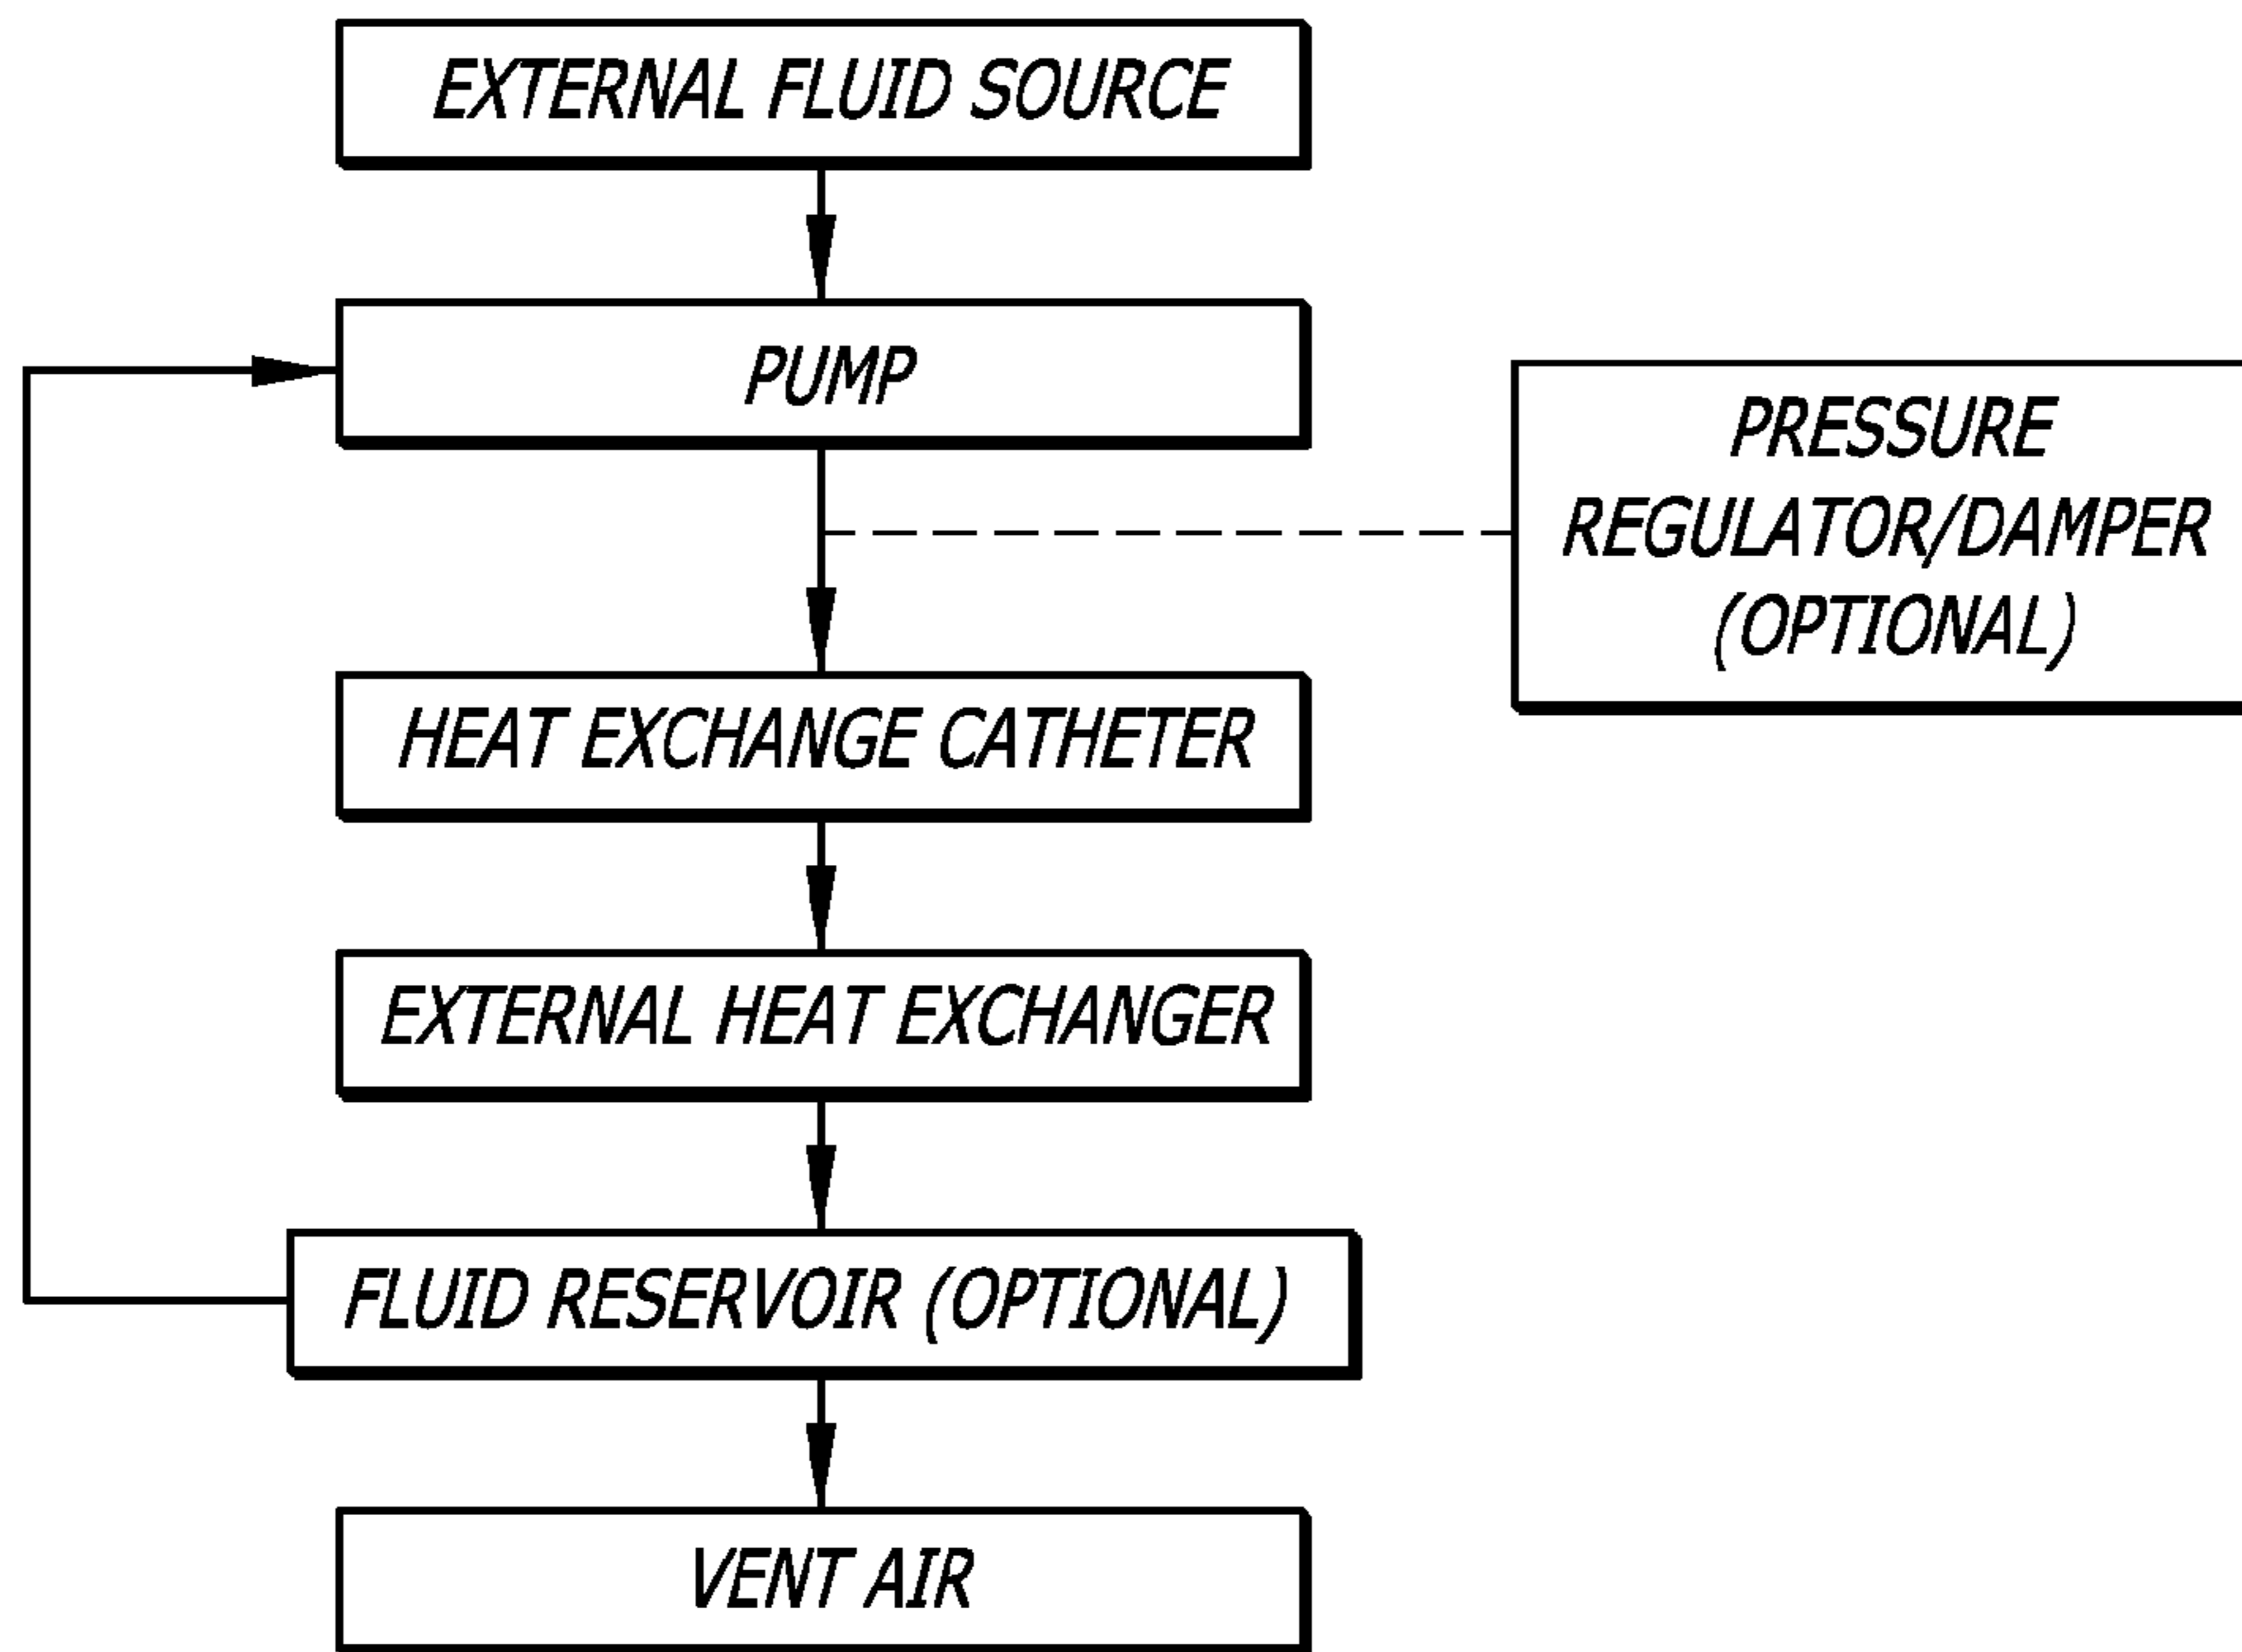 EXTERNAL FLUID SOURCE
PUMP
PRESSURE
REGULATOR/DAMPER
(OPTIONAL)
HEAT EXCHANGE CATHETER
EXTERNAL HEAT EXCHANGER
FLUID RESERVOIR (OPTIONAL)
VENT AIR